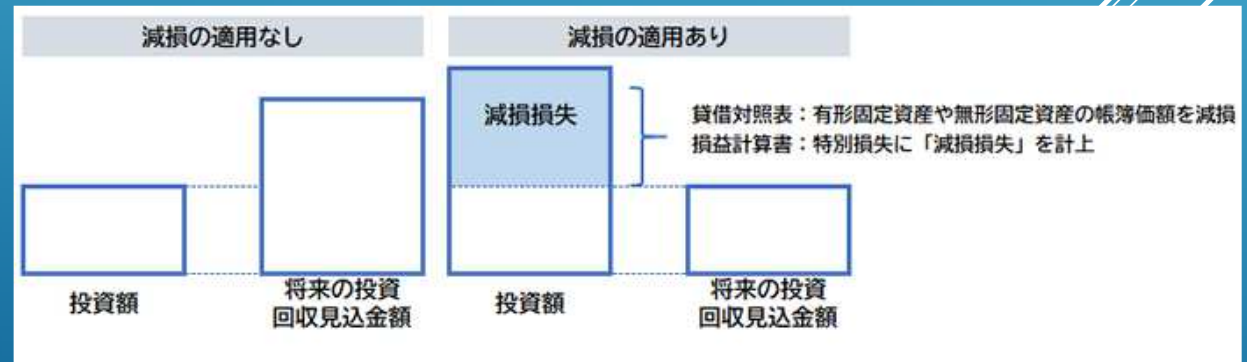 減損の適用なし
減損の適用あり
減損損失
貸借対照表：有形固定資産や無形固定資産の帳簿価額を減損
損益計算書：特別損失に「減損損失」を計上
投資額
将来の投資
回収見込金額
投資額
将来の投資
回収見込金額